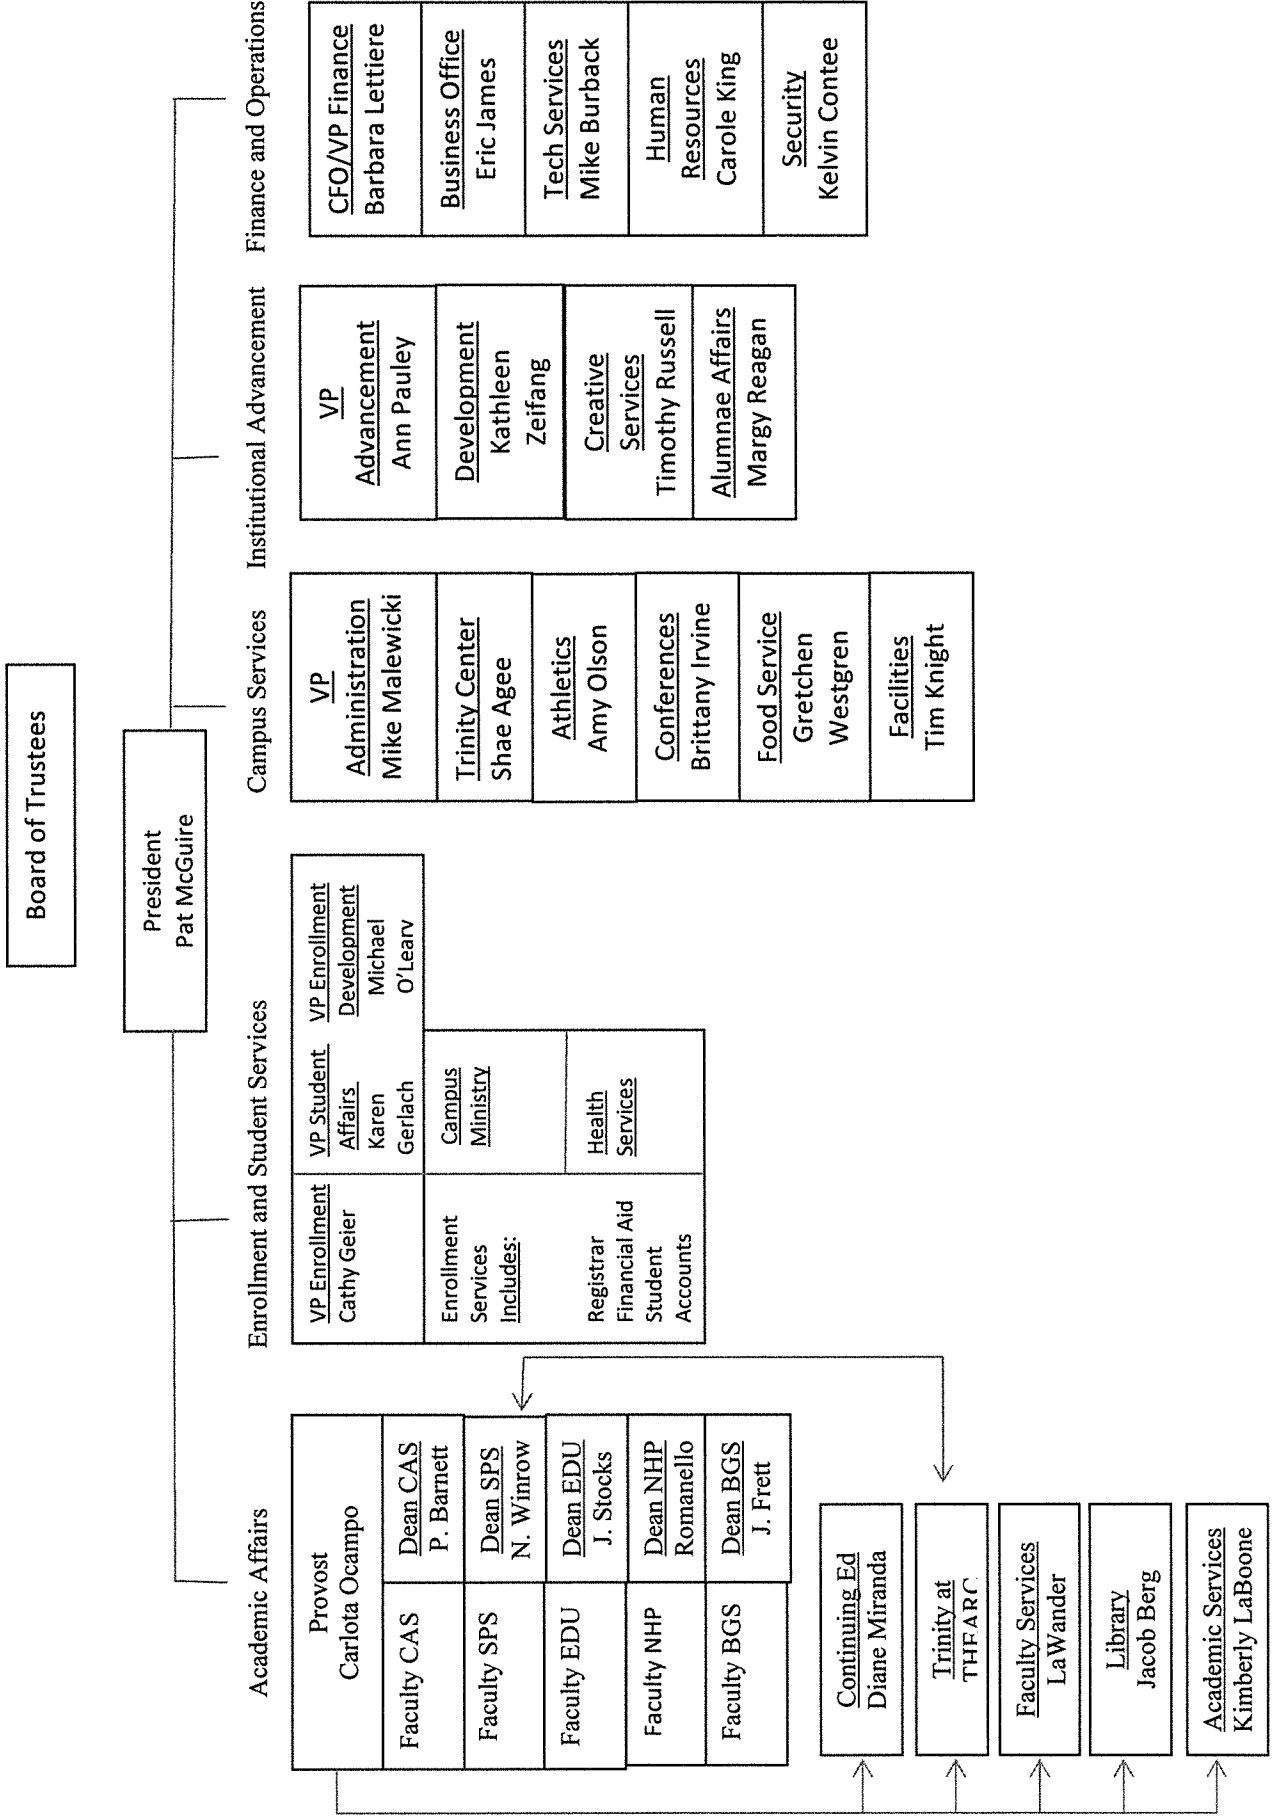 Board of Trustees
President
Pat McGuire
Academic Affairs
Provost
Carlota Ocampo
Faculty CAS
Dean CAS
P. Barnett
Faculty SPS
Dean SPS
N. Winrow
Faculty EDU
Dean EDU
J. Stocks
Faculty NHP
Dean NHP
Romanello
Faculty BGS
Dean BGS
J. Frett
Continuing Ed
Diane Miranda
Trinity at
THEARC
Faculty Services
LaWander
Library
Jacob Berg
Academic Services
Kimberly LaBoone
Enrollment and Student Services
VP Enrollment
Cathy Geier
VP Student
Affairs
Karen
Gerlach
VP Enrollment
Development
Michael
O'Leary
Enrollment
Services
Includes:
Registrar
Financial Aid
Student
Accounts
Campus
Ministry
Health
Services
Campus Services
VP
Administration
Mike Malewicki
Trinity Center
Shae Agee
Athletics
Amy Olson
Conferences
Brittany Irvine
Food Service
Gretchen
Westgren
Facilities
Tim Knight
Institutional Advancement
VP
Advancement
Ann Pauley
Development
Kathleen
Zeifang
Creative
Services
Timothy Russell
Alumnae Affairs
Margy Reagan
Finance and Operations
CFO/VP Finance
Barbara Lettiere
Business Office
Eric James
Tech Services
Mike Burback
Human
Resources
Carole King
Security
Kelvin Contee